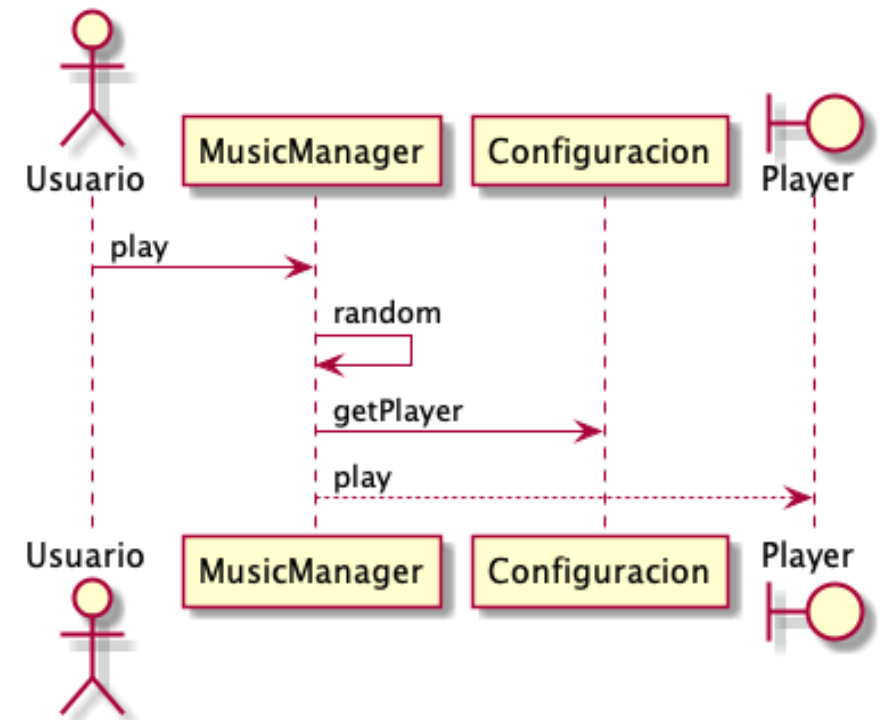 Usuario
MusicManager
Configuracion
Player
play
random
getPlayer
play
Usuario
MusicManager
Configuracion
Player